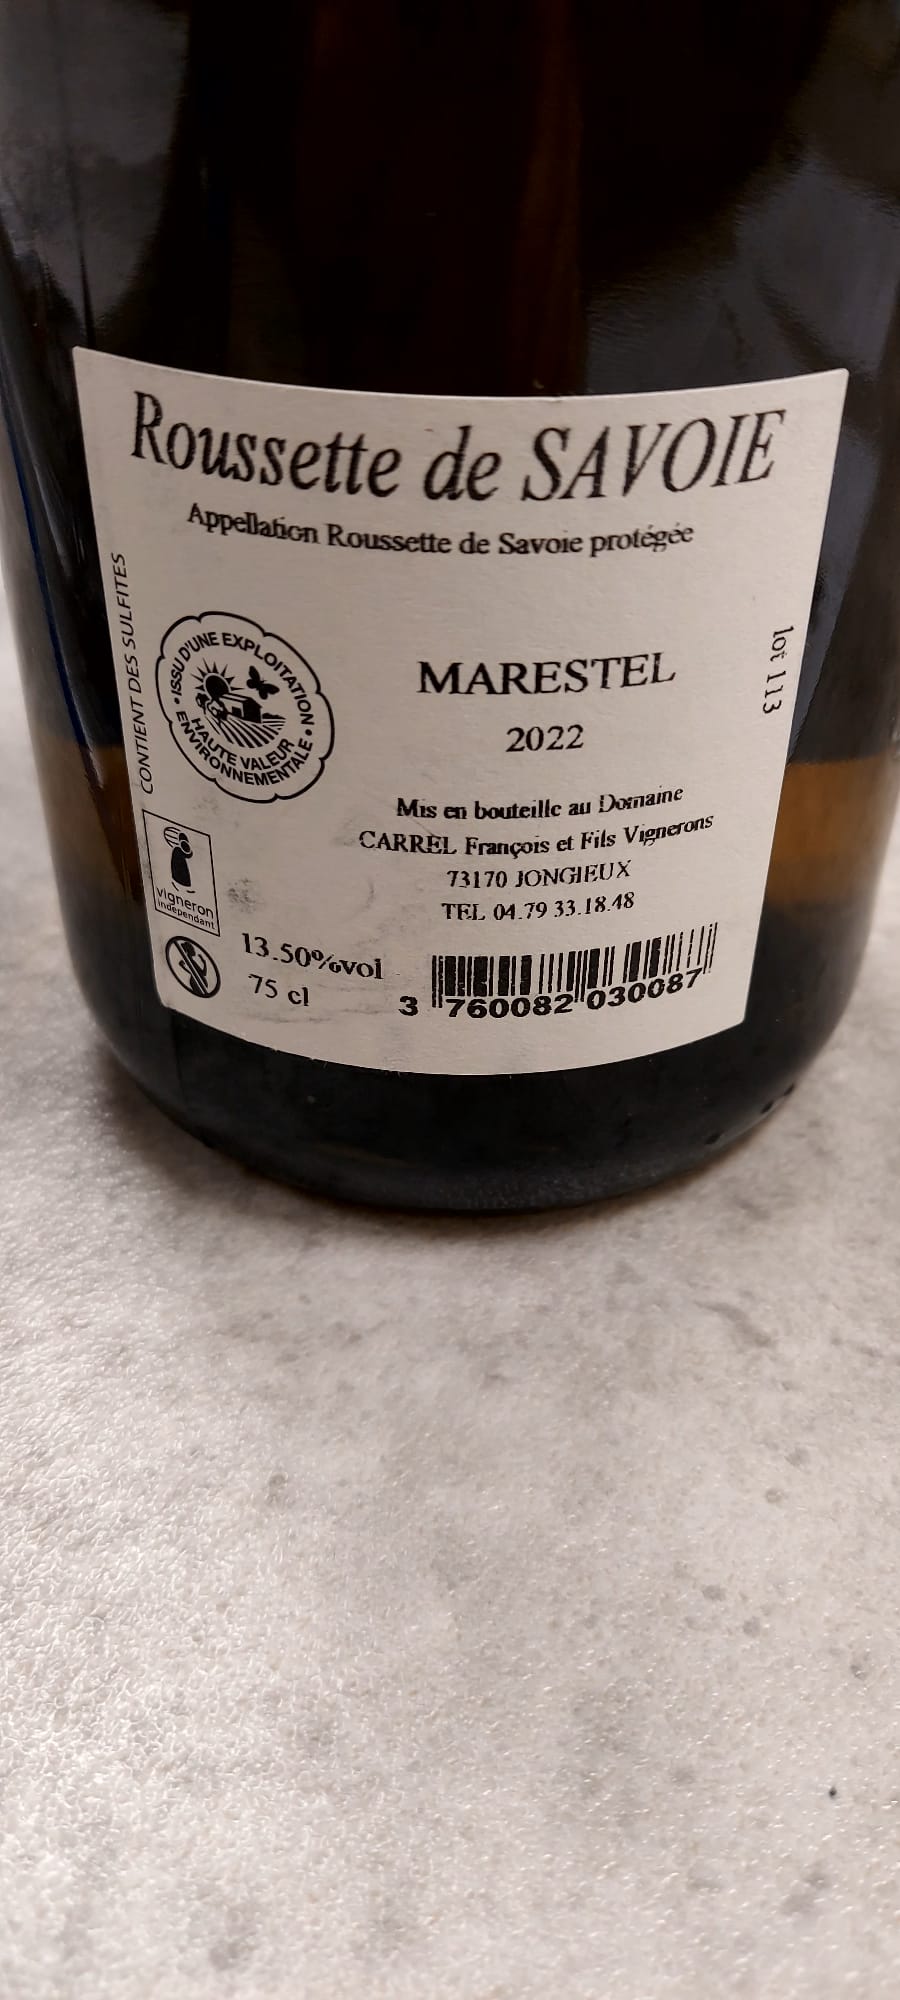 Roussette de SAVOIE
Appellation Roussette de Savoie protégée
CONTIENT DES SULFITES
• ISSU D'UNE EXPLOITATION •
HAUTE VALEUR
ENVIRONNEMENTALE
MARESTEL
2022
lot 113
Mis en bouteille au Domaine
CARREL François et Fils Vignerons
73170 JONGIEUX
TEL 04.79 33.18.48
vigneron
indépendant
13.50%vol
75 cl
3 760082 030087